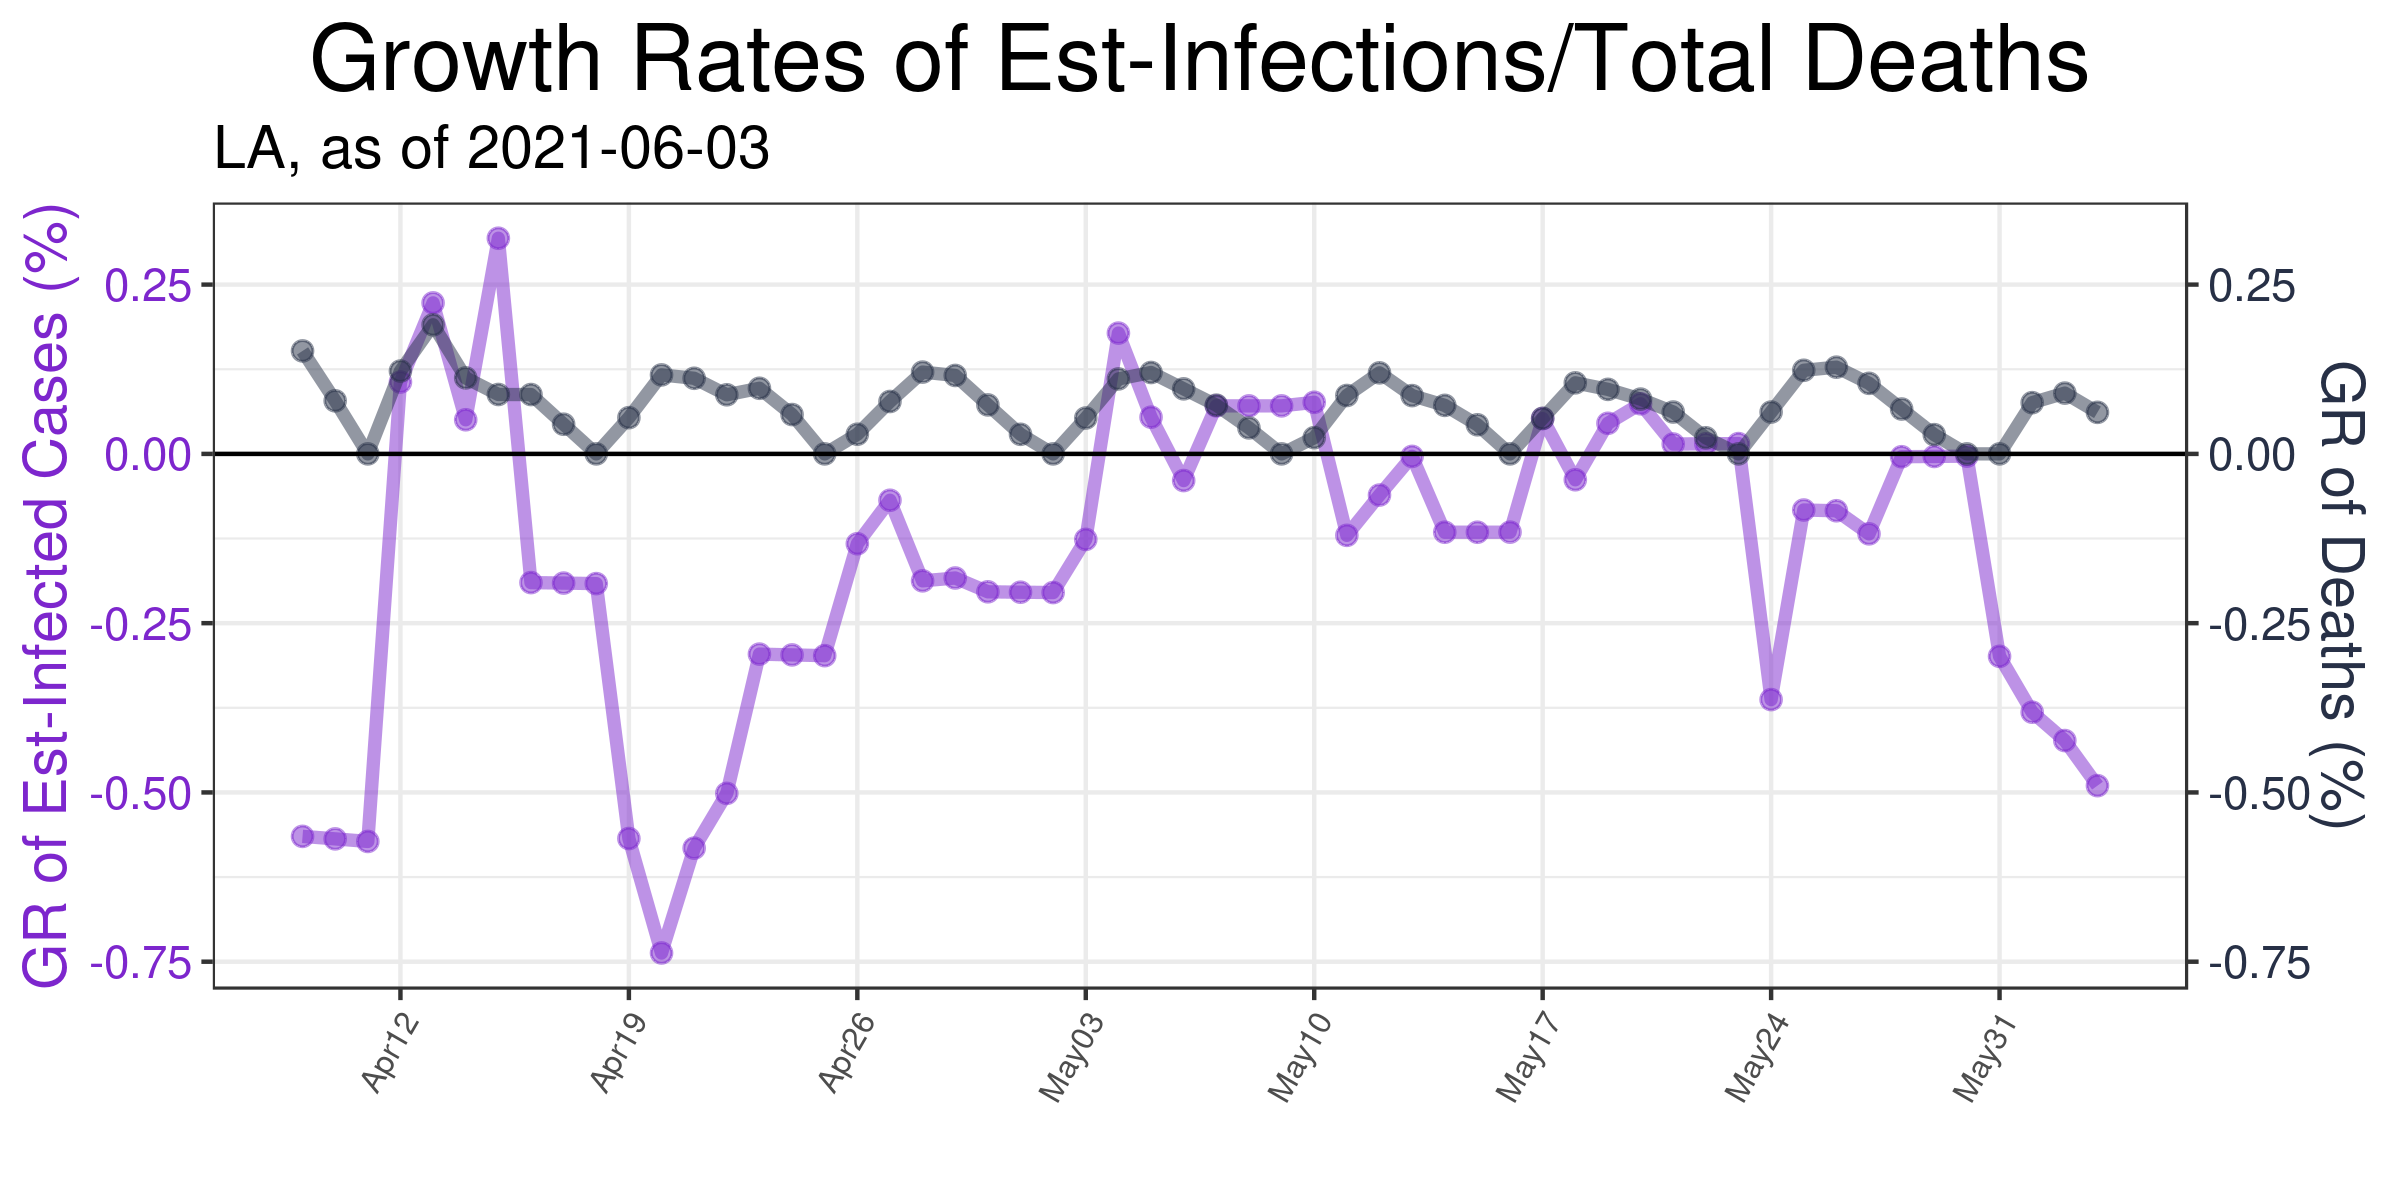 Growth Rates of Est-Infections/Total Deaths
LA, as of 2021-06-03
GR of Est-Infected Cases (%)
0.25
0.00
-0.25
-0.50
-0.75
0.25
0.00
-0.25
-0.50
-0.75
GR of Deaths (%)
Apr12
Apr19
Apr26
May03
May10
May17
May24
May31